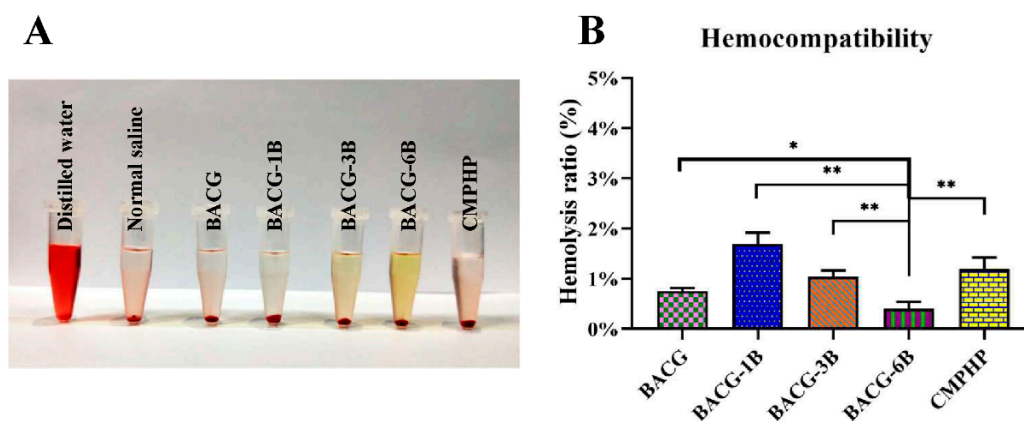 A
Distilled water
Normal saline
BACG
BACG-1B
BACG-3B
BACG-6B
CMPHP
B
Hemocompatibility
Hemolysis ratio (%)
5%
4%
3%
2%
1%
0%
*
**
**
**
BACG
BACG-1B
BACG-3B
BACG-6B
CMPHP